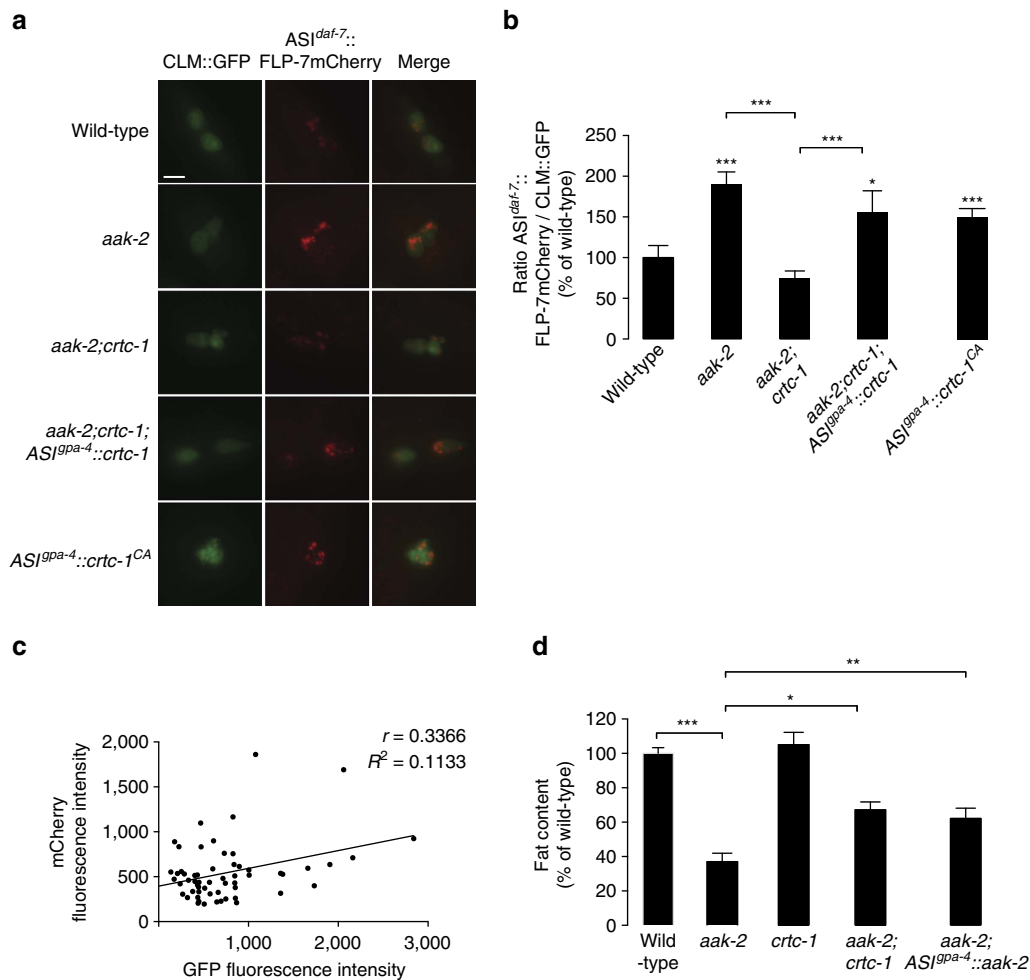 a
ASI^daf-7::
CLM::GFP FLP-7mCherry Merge
Wild-type
aak-2
aak-2;crtc-1
aak-2;crtc-1;
ASI^gpa-4::crtc-1
ASI^gpa-4::crtc-1^CA
b
Ratio ASI^daf-7::
FLP-7mCherry / CLM::GFP
(% of wild-type)
250
200
150
100
50
0
***
***
***
*
***
Wild-type
aak-2
aak-2;
crtc-1
aak-2;crtc-1;
ASI^gpa-4::crtc-1
ASI^gpa-4::crtc-1^CA
c
mCherry
fluorescence intensity
2,000
1,500
1,000
500
0
r = 0.3366
R² = 0.1133
1,000 2,000 3,000
GFP fluorescence intensity
d
Fat content
(% of wild-type)
120
100
80
60
40
20
0
**
*
***
Wild
-type
aak-2
crtc-1
aak-2;
crtc-1
aak-2;
ASI^gpa-4::aak-2